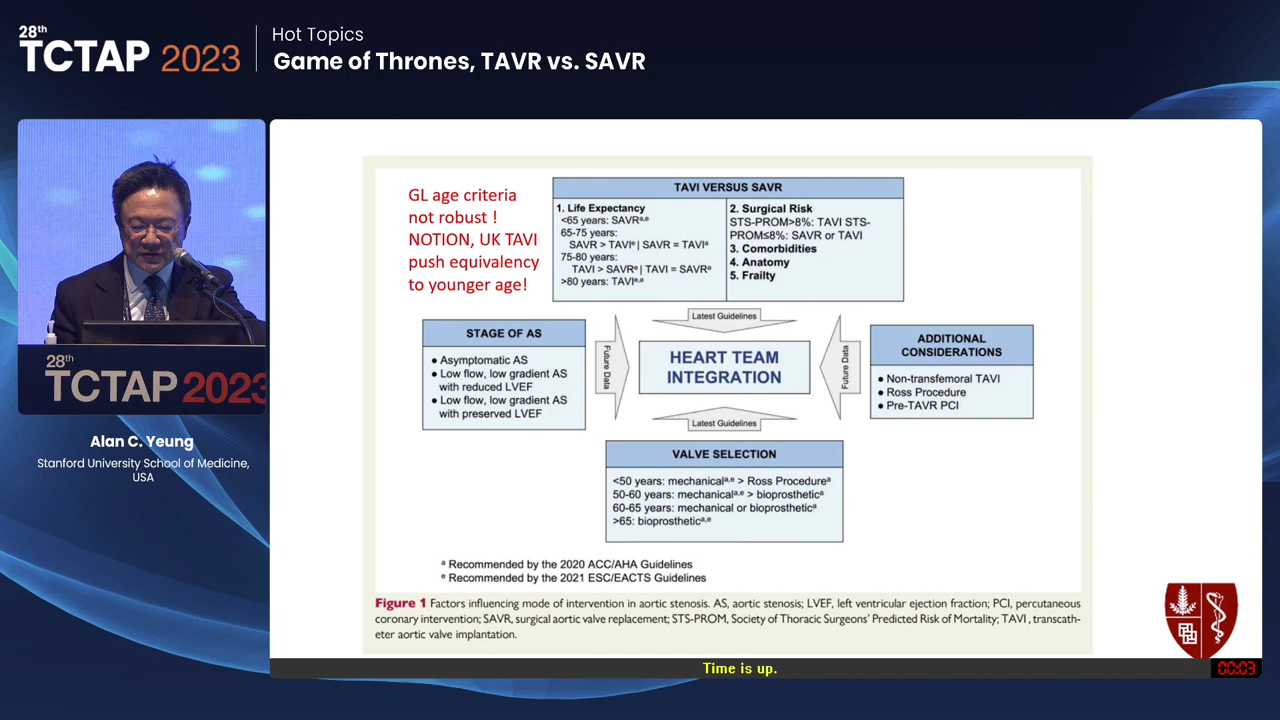 28th
TCTAP 2023
Hot Topics
Game of Thrones, TAVR vs. SAVR
28th
TCTAP 2023
Alan C. Yeung
Stanford University School of Medicine,
USA
GL age criteria
not robust !
NOTION, UK TAVI
push equivalency
to younger age!
TAVI VERSUS SAVR
1. Life Expectancy
<65 years: SAVRᵃ,ᵉ
65-75 years:
SAVR > TAVIᵉ | SAVR = TAVIᵃ
75-80 years:
TAVI > SAVRᵉ | TAVI = SAVRᵃ
>80 years: TAVIᵉ,ᵃ
2. Surgical Risk
STS-PROM>8%: TAVI STS-
PROM≤8%: SAVR or TAVI
3. Comorbidities
4. Anatomy
5. Frailty
Latest Guidelines
STAGE OF AS
● Asymptomatic AS
● Low flow, low gradient AS
with reduced LVEF
● Low flow, low gradient AS
with preserved LVEF
Future Data
HEART TEAM
INTEGRATION
Future Data
ADDITIONAL
CONSIDERATIONS
● Non-transfemoral TAVI
● Ross Procedure
● Pre-TAVR PCI
Latest Guidelines
VALVE SELECTION
<50 years: mechanicalᵃ,ᵉ > Ross Procedureᵃ
50-60 years: mechanicalᵃ,ᵉ > bioprostheticᵃ
60-65 years: mechanical or bioprostheticᵃ
>65: bioprostheticᵃ,ᵉ
ᵃ Recommended by the 2020 ACC/AHA Guidelines
ᵉ Recommended by the 2021 ESC/EACTS Guidelines
Figure 1 Factors influencing mode of intervention in aortic stenosis. AS, aortic stenosis; LVEF, left ventricular ejection fraction; PCI, percutaneous
coronary intervention; SAVR, surgical aortic valve replacement; STS-PROM, Society of Thoracic Surgeons' Predicted Risk of Mortality; TAVI , transcath-
eter aortic valve implantation.
Time is up.
00:03